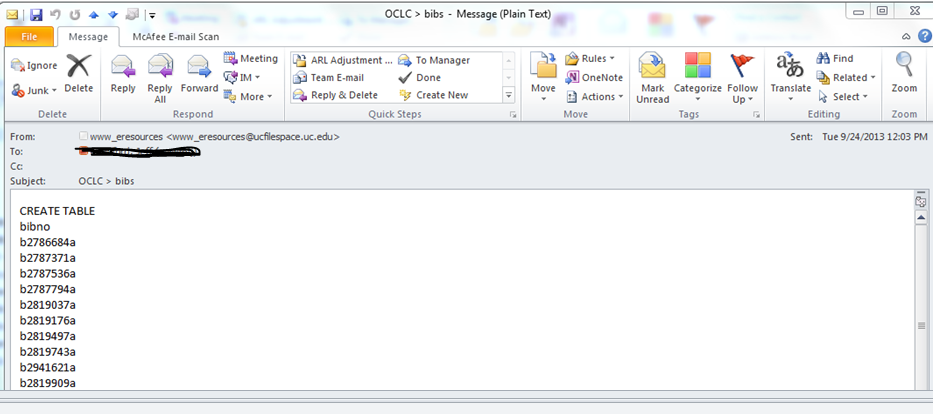 OCLC > bibs - Message (Plain Text)
File Message McAfee E-mail Scan
Ignore
Junk
Delete
Delete
Reply
Reply All
Forward
Meeting
IM
More
Respond
ARL Adjustment ...
Team E-mail
Reply & Delete
To Manager
Done
Create New
Quick Steps
Move
Rules
OneNote
Actions
Move
Mark Unread
Categorize
Follow Up
Tags
Translate
Find
Related
Select
Editing
Zoom
Zoom
From: www_eresources <www_eresources@ucfilespace.uc.edu> Sent: Tue 9/24/2013 12:03 PM
To:
Cc:
Subject: OCLC > bibs
CREATE TABLE
bibno
b2786684a
b2787371a
b2787536a
b2787794a
b2819037a
b2819176a
b2819497a
b2819743a
b2941621a
b2819909a